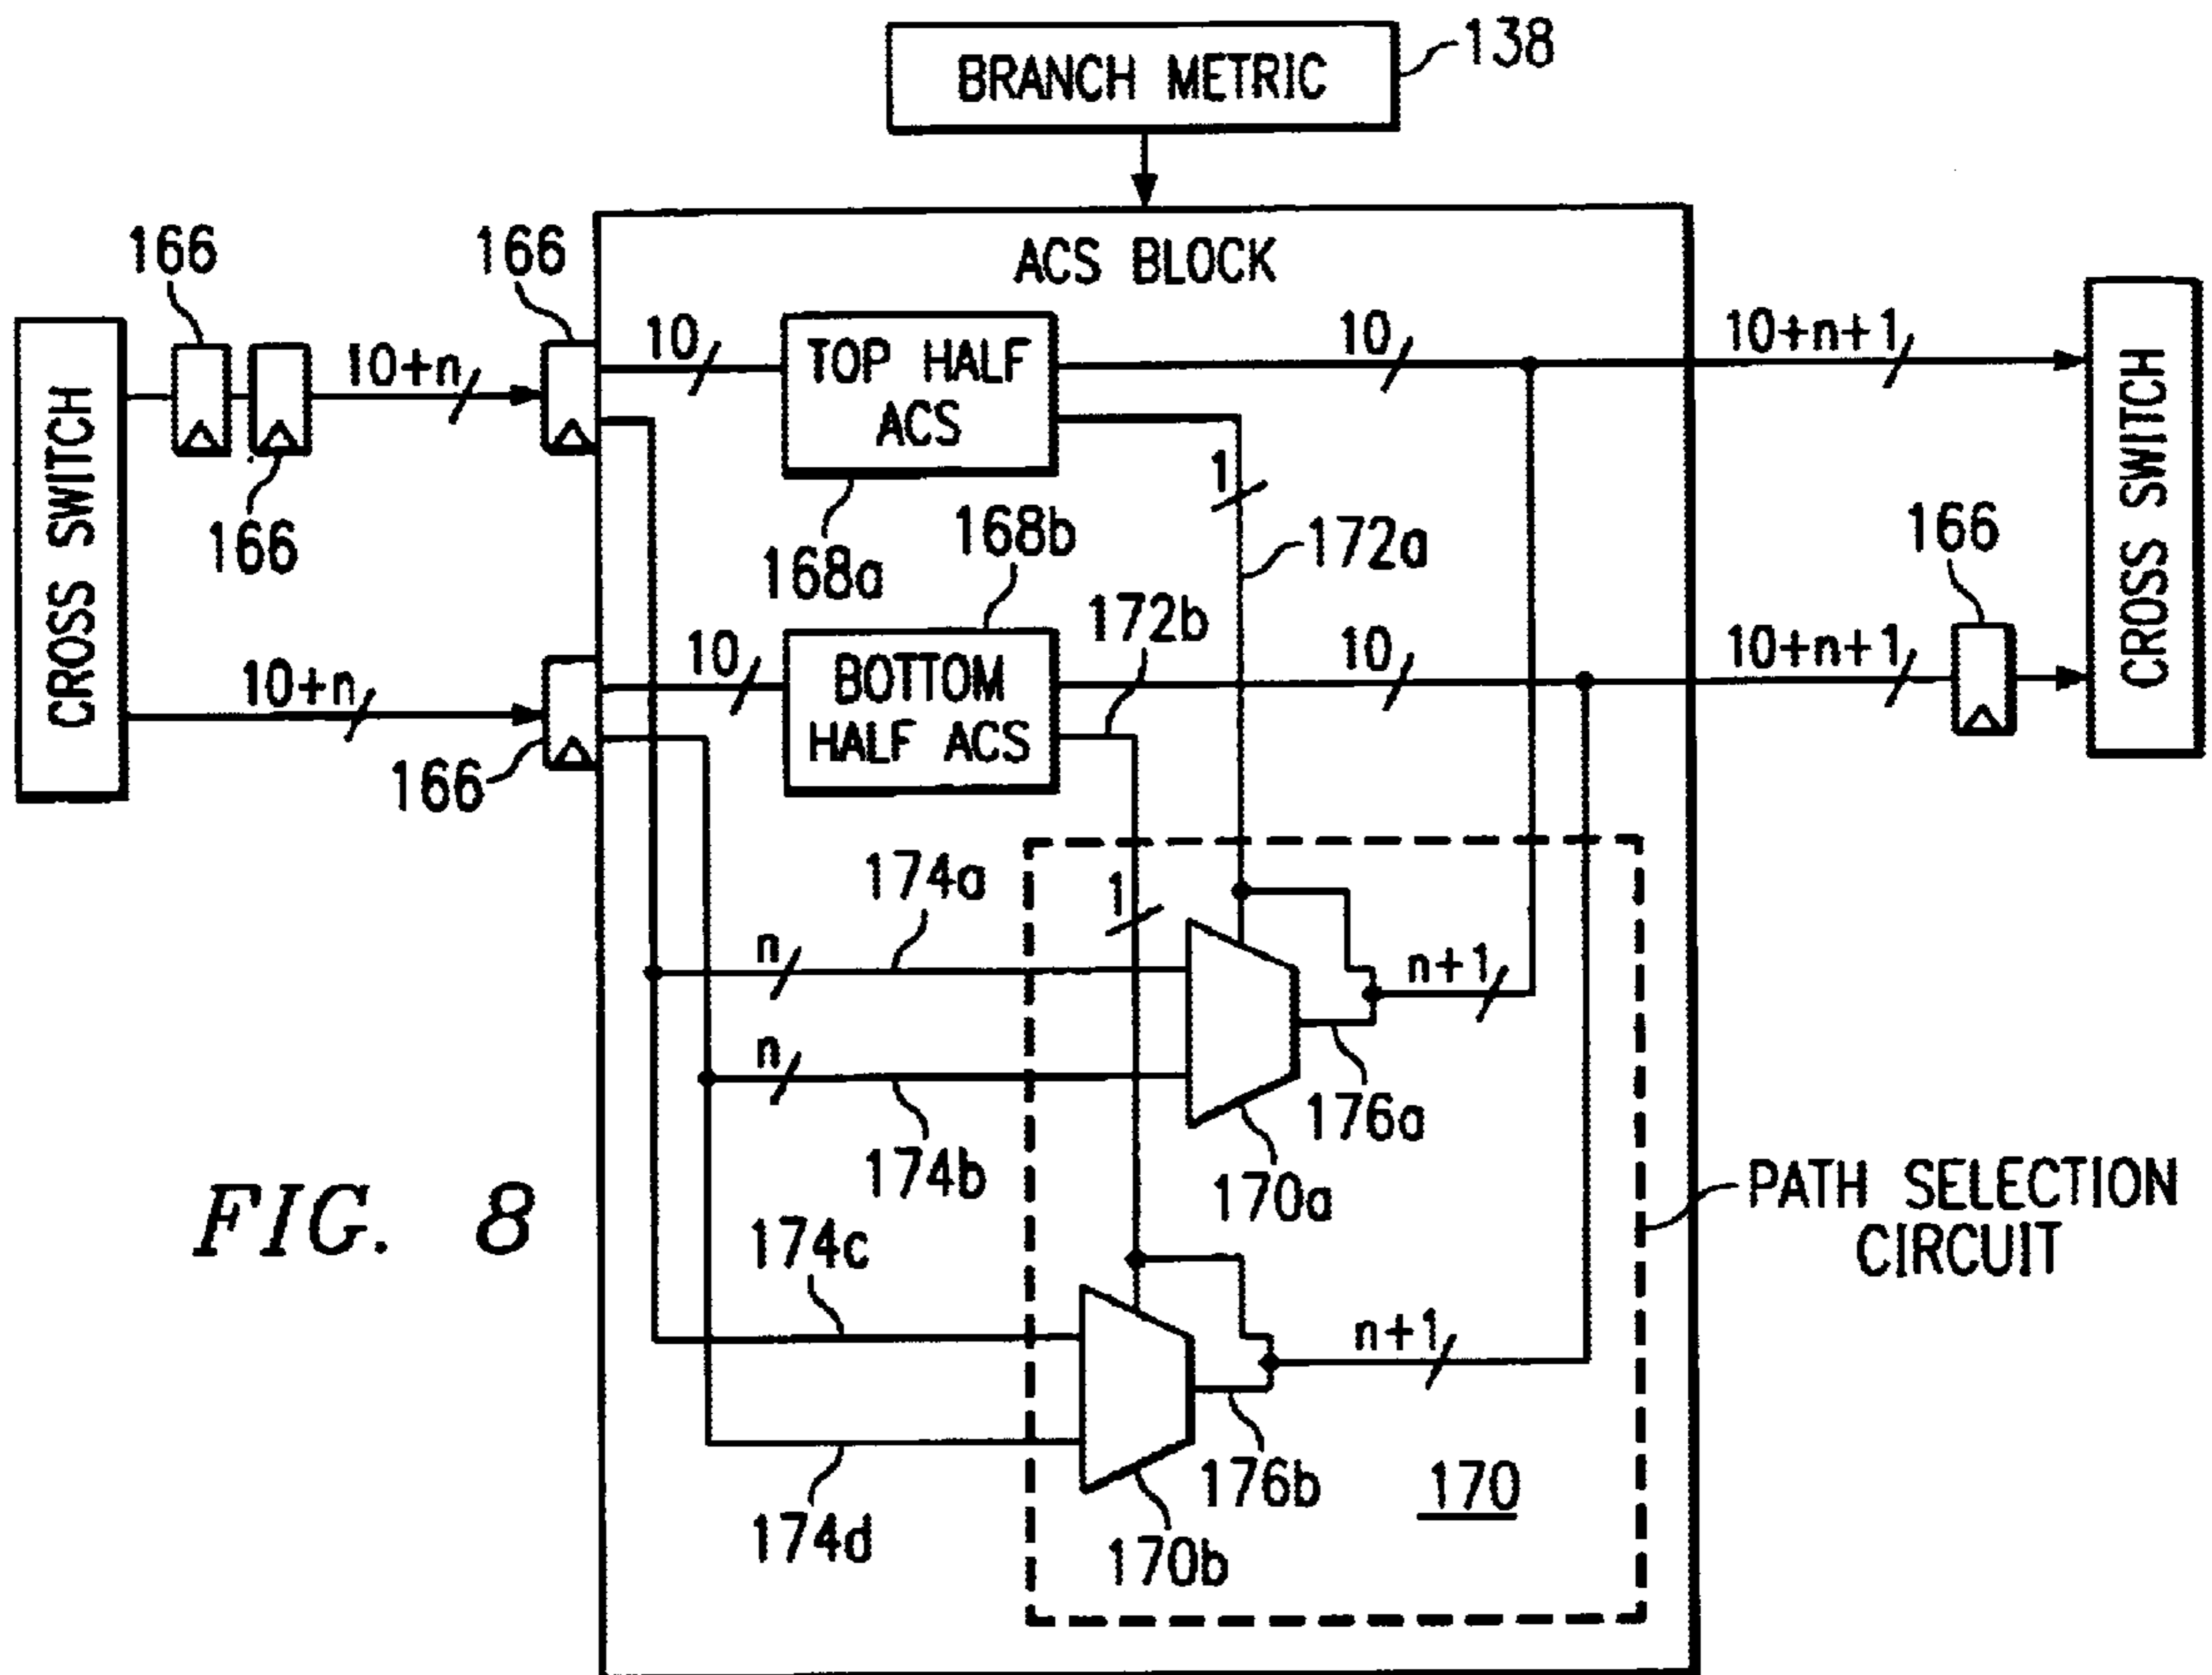 BRANCH METRIC
138
ACS BLOCK
166
166
10
10
10+n+1
10+n
TOP HALF
ACS
CROSS SWITCH
CROSS SWITCH
1
166
168a
168b
172a
166
172b
10
10
10+n+1
10+n
BOTTOM
HALF ACS
166
174a
1
n
n+1
n
176a
174b
170a
PATH SELECTION
CIRCUIT
FIG. 8
174c
n+1
176b
170
174d
170b